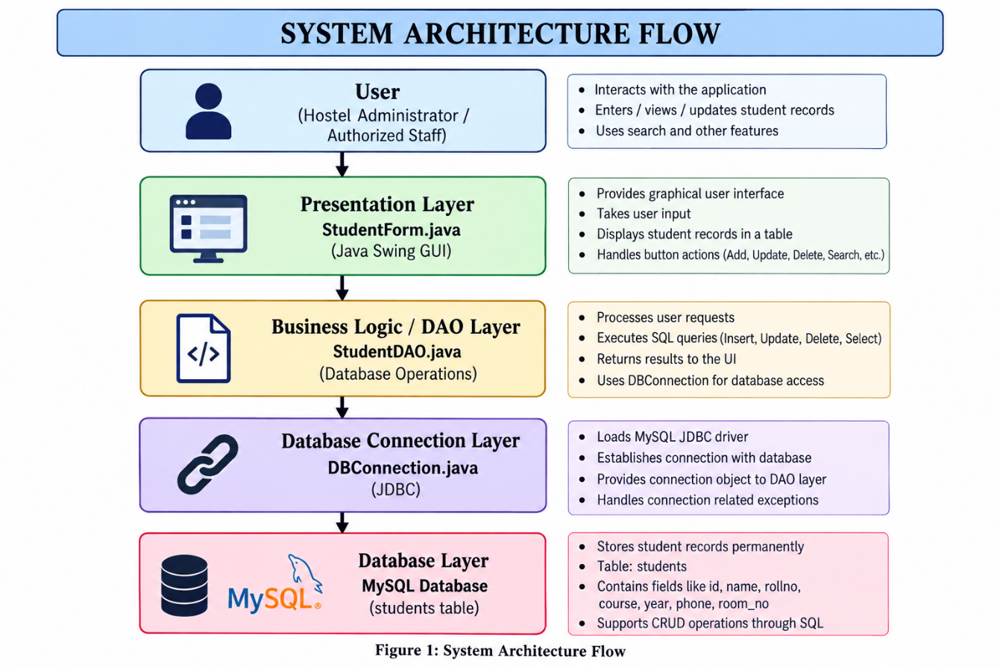 SYSTEM ARCHITECTURE FLOW
User
(Hostel Administrator /
Authorized Staff)
• Interacts with the application
• Enters / views / updates student records
• Uses search and other features
Presentation Layer
StudentForm.java
(Java Swing GUI)
• Provides graphical user interface
• Takes user input
• Displays student records in a table
• Handles button actions (Add, Update, Delete, Search, etc.)
</>
Business Logic / DAO Layer
StudentDAO.java
(Database Operations)
• Processes user requests
• Executes SQL queries (Insert, Update, Delete, Select)
• Returns results to the UI
• Uses DBConnection for database access
Database Connection Layer
DBConnection.java
(JDBC)
• Loads MySQL JDBC driver
• Establishes connection with database
• Provides connection object to DAO layer
• Handles connection related exceptions
MySQL®
Database Layer
MySQL Database
(students table)
• Stores student records permanently
• Table: students
• Contains fields like id, name, rollno,
course, year, phone, room_no
• Supports CRUD operations through SQL
Figure 1: System Architecture Flow